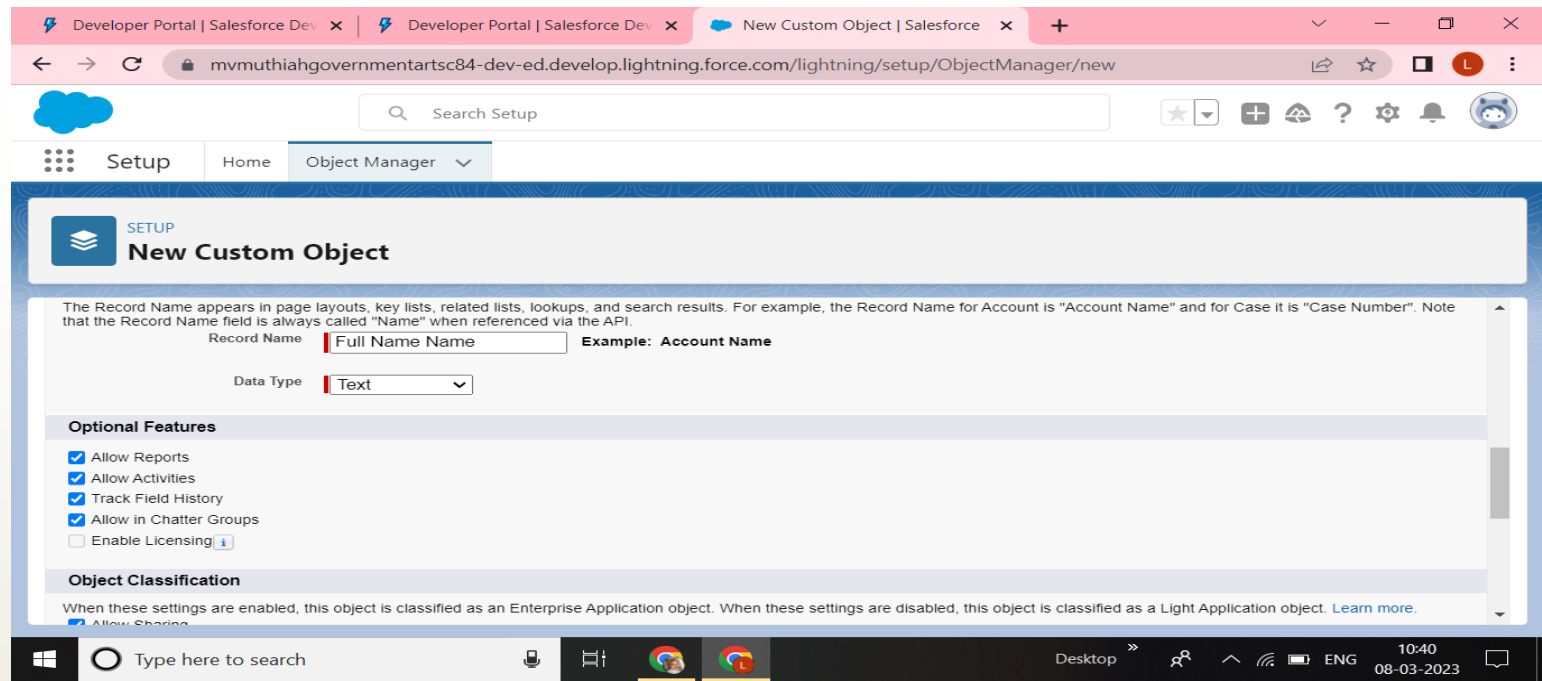 Developer Portal | Salesforce Dev
Developer Portal | Salesforce Dev
New Custom Object | Salesforce
mvmuthiahgovernmentartsc84-dev-ed.develop.lightning.force.com/lightning/setup/ObjectManager/new
L
Search Setup
Setup Home Object Manager
SETUP
New Custom Object
The Record Name appears in page layouts, key lists, related lists, lookups, and search results. For example, the Record Name for Account is "Account Name" and for Case it is "Case Number". Note
that the Record Name field is always called "Name" when referenced via the API.
Record Name Full Name Name Example: Account Name
Data Type Text
Optional Features
Allow Reports
Allow Activities
Track Field History
Allow in Chatter Groups
Enable Licensing i
Object Classification
When these settings are enabled, this object is classified as an Enterprise Application object. When these settings are disabled, this object is classified as a Light Application object. Learn more.
Allow Sharing
Type here to search
Desktop
ENG
10:40
08-03-2023